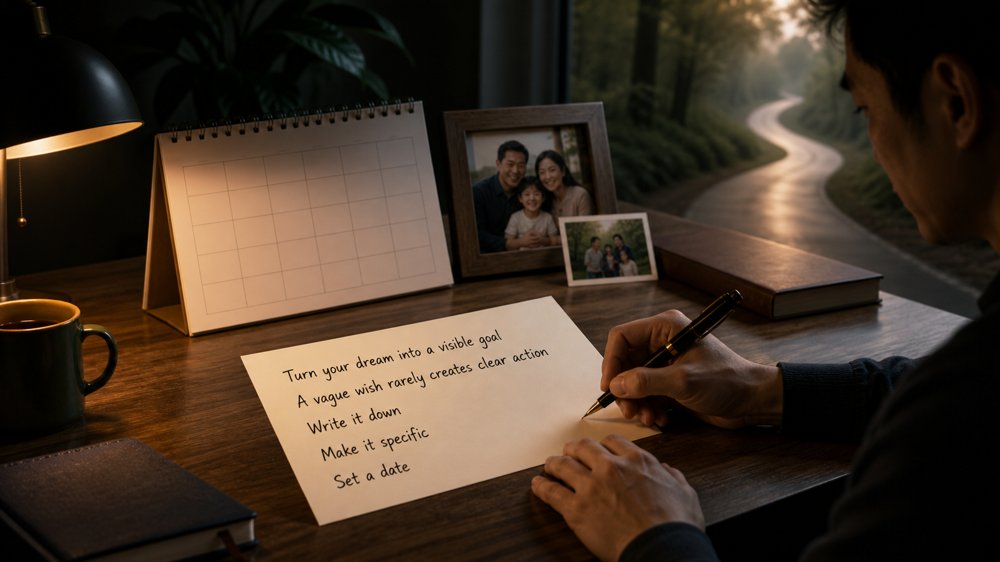 Turn your dream into a visible goal
A vague wish rarely creates clear action
Write it down
Make it specific
Set a date